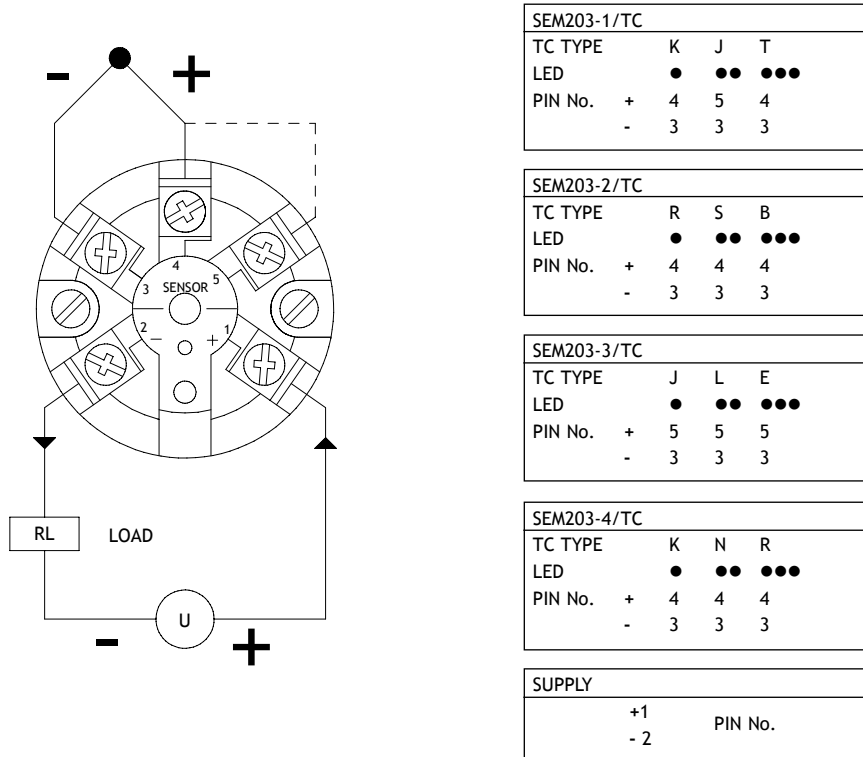 - +
4
3 SENSOR 5
2 1
- +
RL LOAD
U
- +
SEM203-1/TC
TC TYPE K J T
LED ● ●● ●●●
PIN No. + 4 5 4
- 3 3 3
SEM203-2/TC
TC TYPE R S B
LED ● ●● ●●●
PIN No. + 4 4 4
- 3 3 3
SEM203-3/TC
TC TYPE J L E
LED ● ●● ●●●
PIN No. + 5 5 5
- 3 3 3
SEM203-4/TC
TC TYPE K N R
LED ● ●● ●●●
PIN No. + 4 4 4
- 3 3 3
SUPPLY
+1
PIN No.
- 2